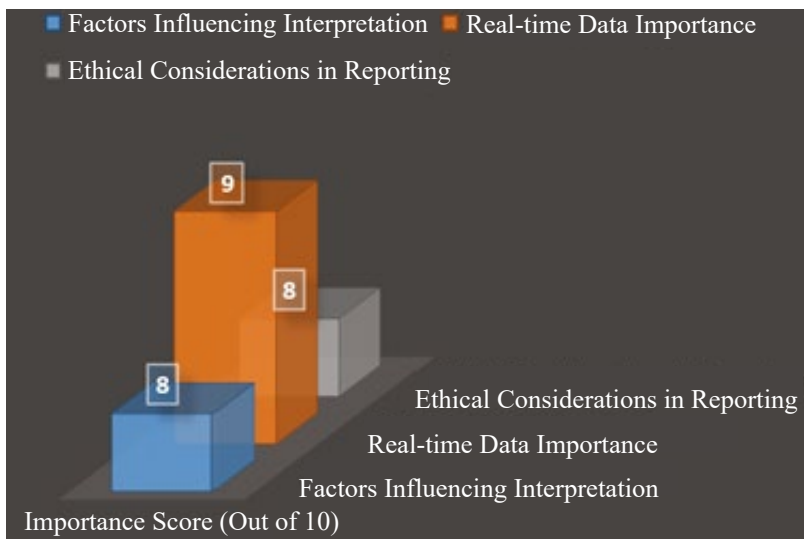 Factors Influencing Interpretation Real-time Data Importance
Ethical Considerations in Reporting
9
8
8
Ethical Considerations in Reporting
Real-time Data Importance
Factors Influencing Interpretation
Importance Score (Out of 10)